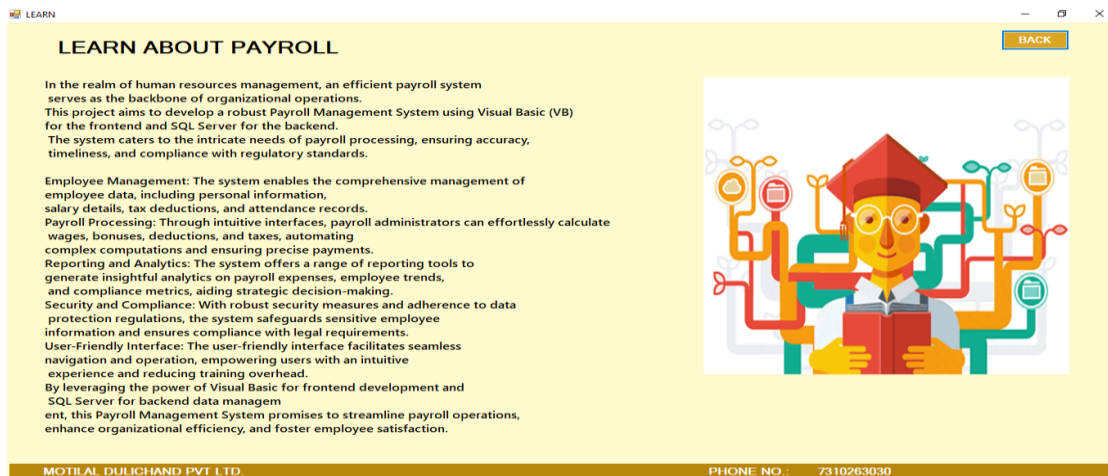 LEARN
LEARN ABOUT PAYROLL
BACK
In the realm of human resources management, an efficient payroll system
serves as the backbone of organizational operations.
This project aims to develop a robust Payroll Management System using Visual Basic (VB)
for the frontend and SQL Server for the backend.
The system caters to the intricate needs of payroll processing, ensuring accuracy,
timeliness, and compliance with regulatory standards.
Employee Management: The system enables the comprehensive management of
employee data, including personal information,
salary details, tax deductions, and attendance records.
Payroll Processing: Through intuitive interfaces, payroll administrators can effortlessly calculate
wages, bonuses, deductions, and taxes, automating
complex computations and ensuring precise payments.
Reporting and Analytics: The system offers a range of reporting tools to
generate insightful analytics on payroll expenses, employee trends,
and compliance metrics, aiding strategic decision-making.
Security and Compliance: With robust security measures and adherence to data
protection regulations, the system safeguards sensitive employee
information and ensures compliance with legal requirements.
User-Friendly Interface: The user-friendly interface facilitates seamless
navigation and operation, empowering users with an intuitive
experience and reducing training overhead.
By leveraging the power of Visual Basic for frontend development and
SQL Server for backend data managem
ent, this Payroll Management System promises to streamline payroll operations,
enhance organizational efficiency, and foster employee satisfaction.
MOTILAL DULICHAND PVT LTD.
PHONE NO.: 7310263030